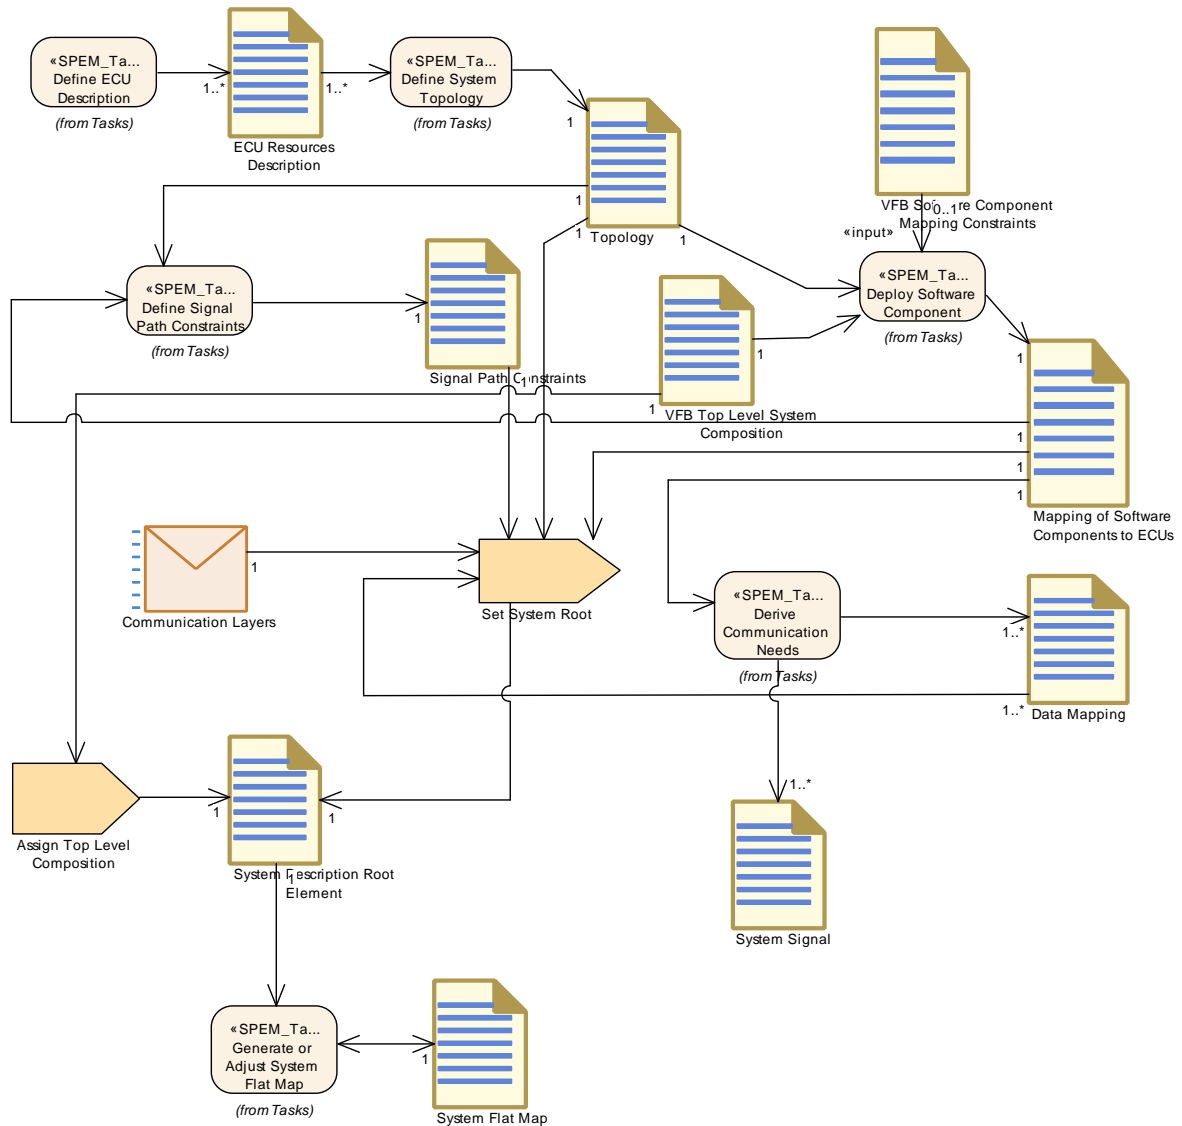 «SPEM_Ta...
Define ECU
Description
(from Tasks)
1..*
ECU Resources
Description
1..*
«SPEM_Ta...
Define System
Topology
(from Tasks)
1
Topology
1
1
1
VFB So re Component
Mapping Constraints
0..1
«input»
«SPEM_Ta...
Deploy Software
Component
(from Tasks)
«SPEM_Ta...
Define Signal
Path Constraints
(from Tasks)
1
Signal Path Constraints
1
1
1
VFB Top Level System
Composition
1
1
1
1
Mapping of Software
Components to ECUs
1
Communication Layers
Set System Root
«SPEM_Ta...
Derive
Communication
Needs
(from Tasks)
1..*
1..*
Data Mapping
1..*
System Signal
Assign Top Level
Composition
1
1
System Description Root
Element
1
«SPEM_Ta...
Generate or
Adjust System
Flat Map
(from Tasks)
1
System Flat Map